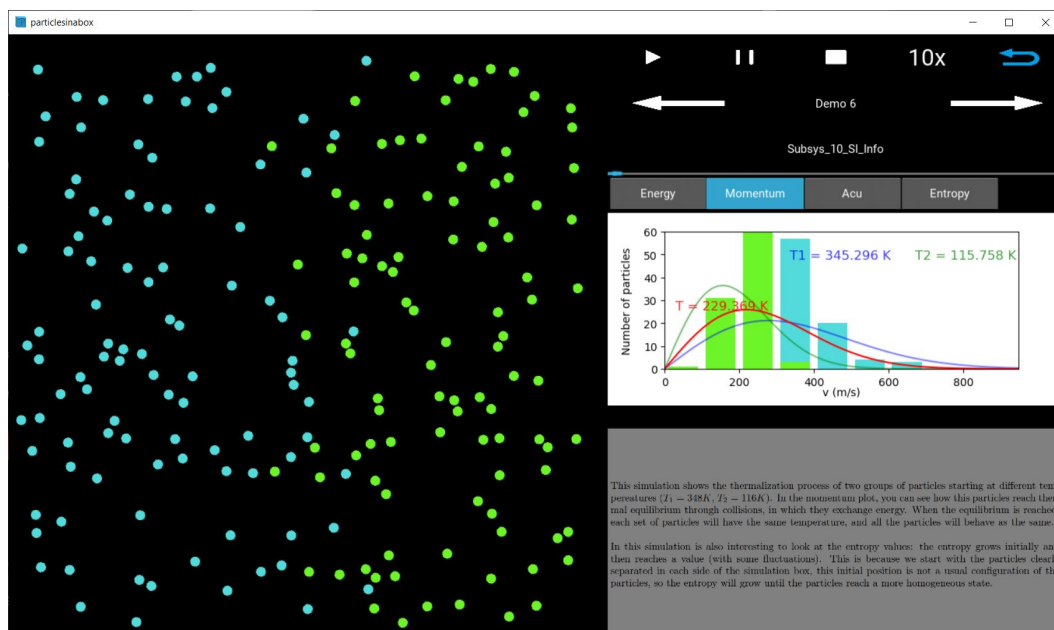 particlesinabox
10x
Demo 6
Subsys_10_SI_Info
Energy Momentum Acu Entropy
60
50
40
30
20
10
0
Number of particles
T1 = 345.296 K T2 = 115.758 K
T = 229.369 K
0 200 400 600 800
v (m/s)
This simulation shows the thermalization process of two groups of particles starting at different tem
pereatures (T₁ = 348K, T₂ = 116K). In the momentum plot, you can see how this particles reach ther
mal equilibrium through collisions, in which they exchange energy. When the equilibrium is reached
each set of particles will have the same temperature, and all the particles will behave as the same.
In this simulation is also interesting to look at the entropy values: the entropy grows initially an
then reaches a value (with some fluctuations). This is because we start with the particles clearl
separated in each side of the simulation box, this initial position is not a usual configuration of th
particles, so the entropy will grow until the particles reach a more homogeneous state.